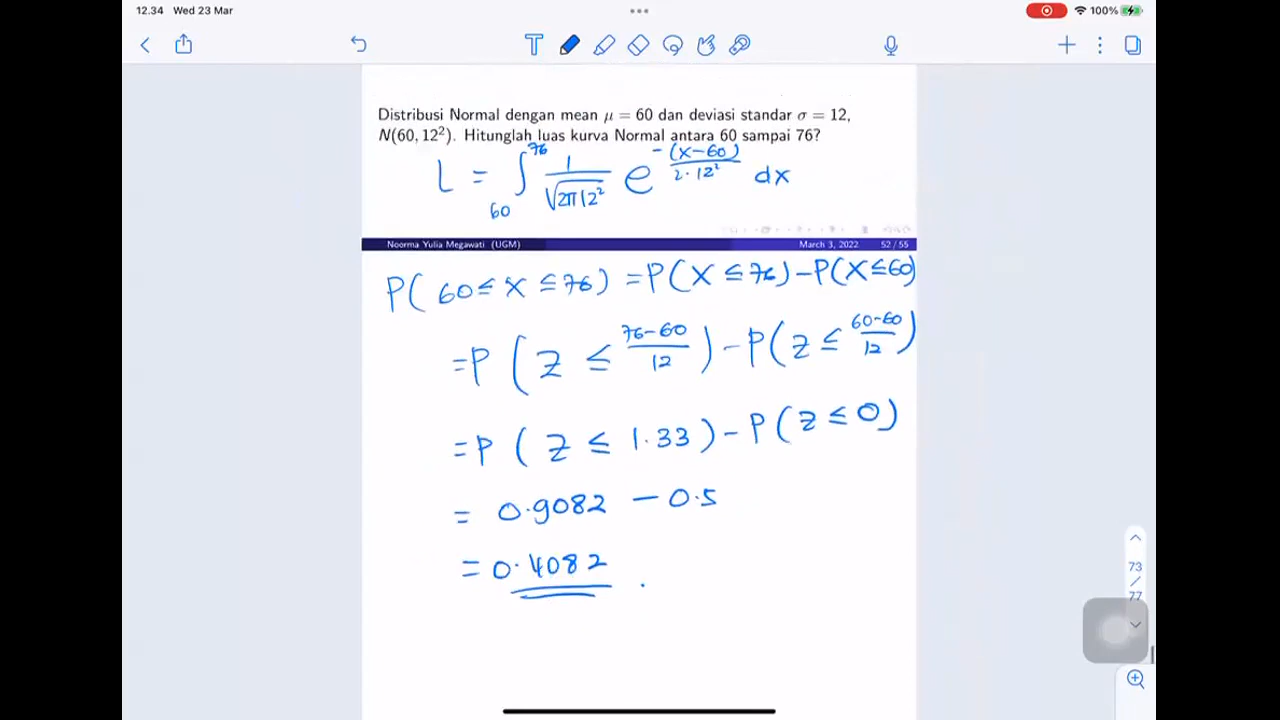 12.34 Wed 23 Mar
100%
T
Distribusi Normal dengan mean μ = 60 dan deviasi standar σ = 12,
N(60, 12²). Hitunglah luas kurva Normal antara 60 sampai 76?
L = ∫₆₀⁷⁶ 1/√(2π12²) e^(-(x-60)/(2·12²)) dx
Noorma Yulia Megawati (UGM) March 3, 2022 52 / 55
P( 60 ≤ X ≤ 76) = P(X ≤ 76) - P(X ≤ 60)
= P ( Z ≤ (76-60)/12 ) - P( Z ≤ (60-60)/12 )
= P ( Z ≤ 1.33) - P( Z ≤ 0)
= 0.9082 - 0.5
= 0.4082
73
/
77